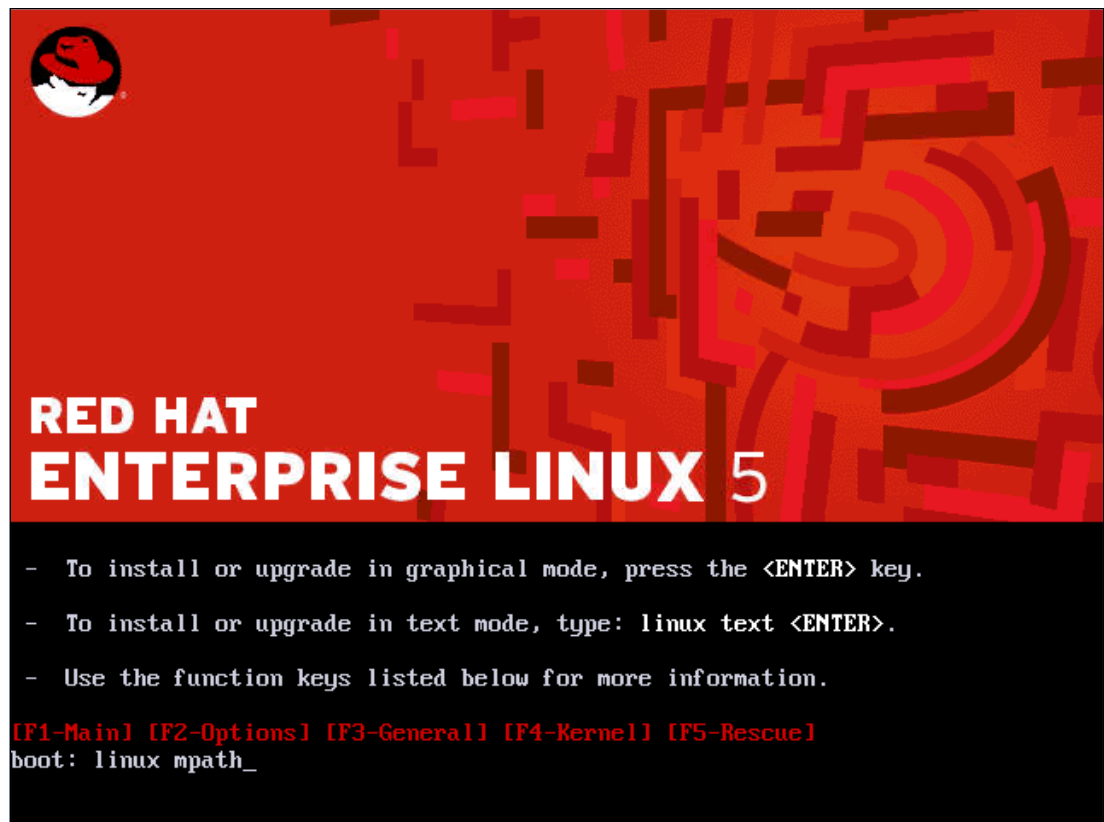 RED HAT
ENTERPRISE LINUX 5
- To install or upgrade in graphical mode, press the <ENTER> key.
- To install or upgrade in text mode, type: linux text <ENTER>.
- Use the function keys listed below for more information.
[F1-Main] [F2-Options] [F3-General] [F4-Kernel] [F5-Rescue]
boot: linux mpath_